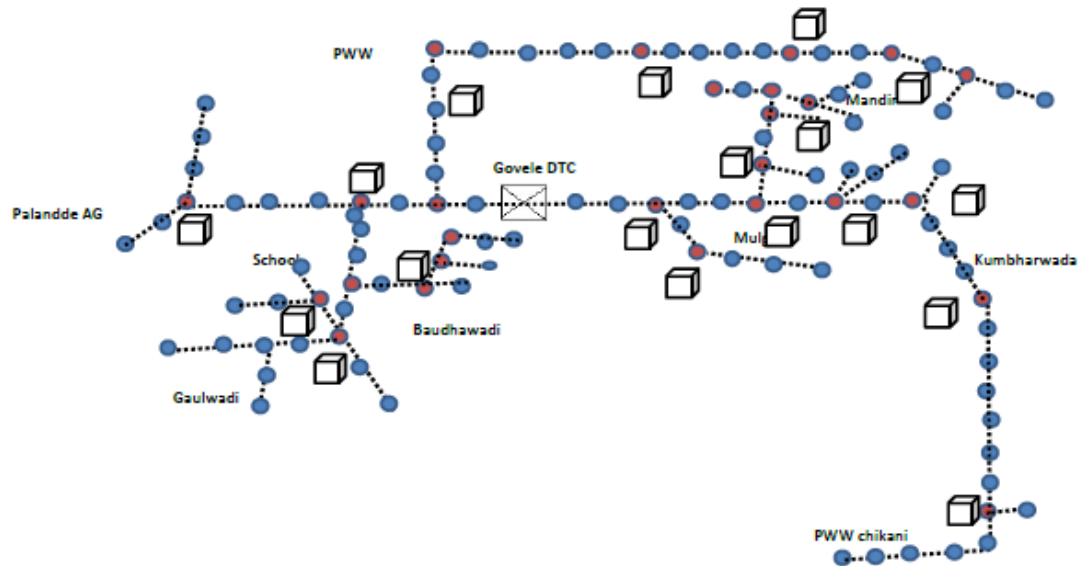 PWW
Mandir
Govele DTC
Palandde AG
School
Kumbharwada
Baudhawadi
Gaulwadi
PWW chikani